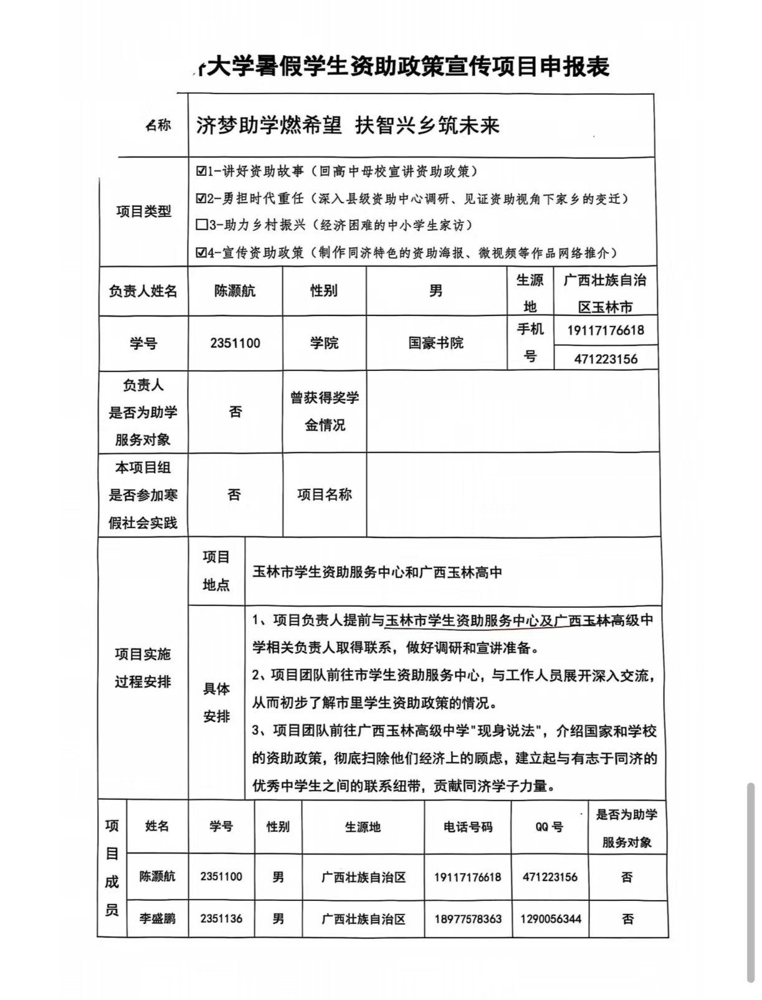 大学暑假学生资助政策宣传项目申报表
名称
济梦助学燃希望 扶智兴乡筑未来
项目类型
☑1-讲好资助故事（回高中母校宣讲资助政策）
☑2-勇担时代重任（深入县级资助中心调研、见证资助视角下家乡的变迁）
☐3-助力乡村振兴（经济困难的中小学生家访）
☑4-宣传资助政策（制作同济特色的资助海报、微视频等作品网络推介）
负责人姓名 陈灏航 性别 男 生源地 广西壮族自治区玉林市
学号 2351100 学院 国豪书院 手机号 19117176618
471223156
负责人
是否为助学
服务对象
否
曾获得奖学
金情况
本项目组
是否参加寒
假社会实践
否
项目名称
项目实施
过程安排
项目
地点
玉林市学生资助服务中心和广西玉林高中
具体
安排
1、项目负责人提前与玉林市学生资助服务中心及广西玉林高级中
学相关负责人取得联系，做好调研和宣讲准备。
2、项目团队前往市学生资助服务中心，与工作人员展开深入交流，
从而初步了解市里学生资助政策的情况。
3、项目团队前往广西玉林高级中学"现身说法"，介绍国家和学校
的资助政策，彻底扫除他们经济上的顾虑，建立起与有志于同济的
优秀中学生之间的联系纽带，贡献同济学子力量。
项目成员
姓名 学号 性别 生源地 电话号码 QQ 号 是否为助学服务对象
陈灏航 2351100 男 广西壮族自治区 19117176618 471223156 否
李盛鹏 2351136 男 广西壮族自治区 18977578363 1290056344 否